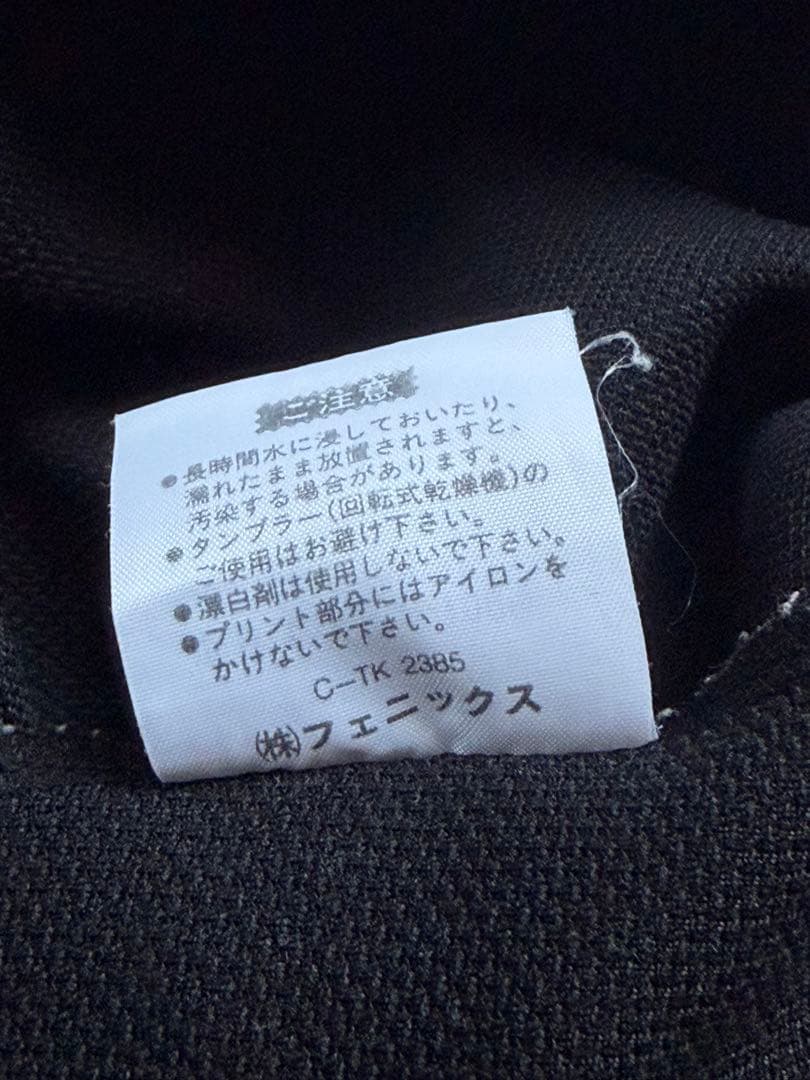 ご注意
●長時間水に浸しておいたり、
濡れたまま放置されますと、
汚染する場合があります。
●タンブラー(回転式乾燥機)の
ご使用はお避け下さい。
●漂白剤は使用しないで下さい。
●プリント部分にはアイロンを
かけないで下さい。
C-TK 2385
(株)フェニックス